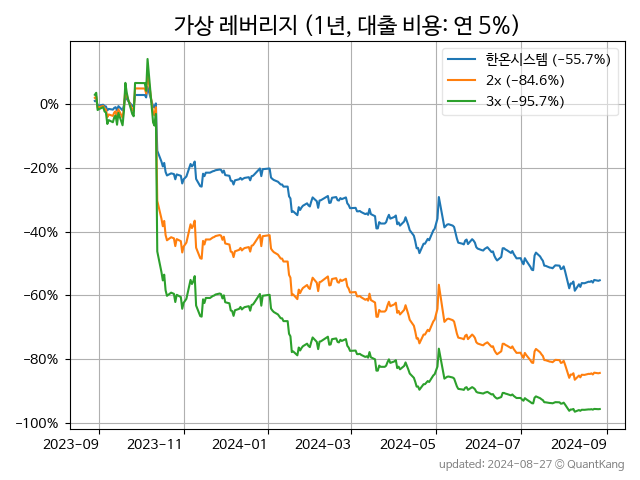 가상 레버리지 (1년, 대출 비용: 연 5%)
한온시스템 (−55.7%)
2x (−84.6%)
3x (−95.7%)
0%
−20%
−40%
−60%
−80%
−100%
2023-09 2023-11 2024-01 2024-03 2024-05 2024-07 2024-09
updated: 2024-08-27 © QuantKang